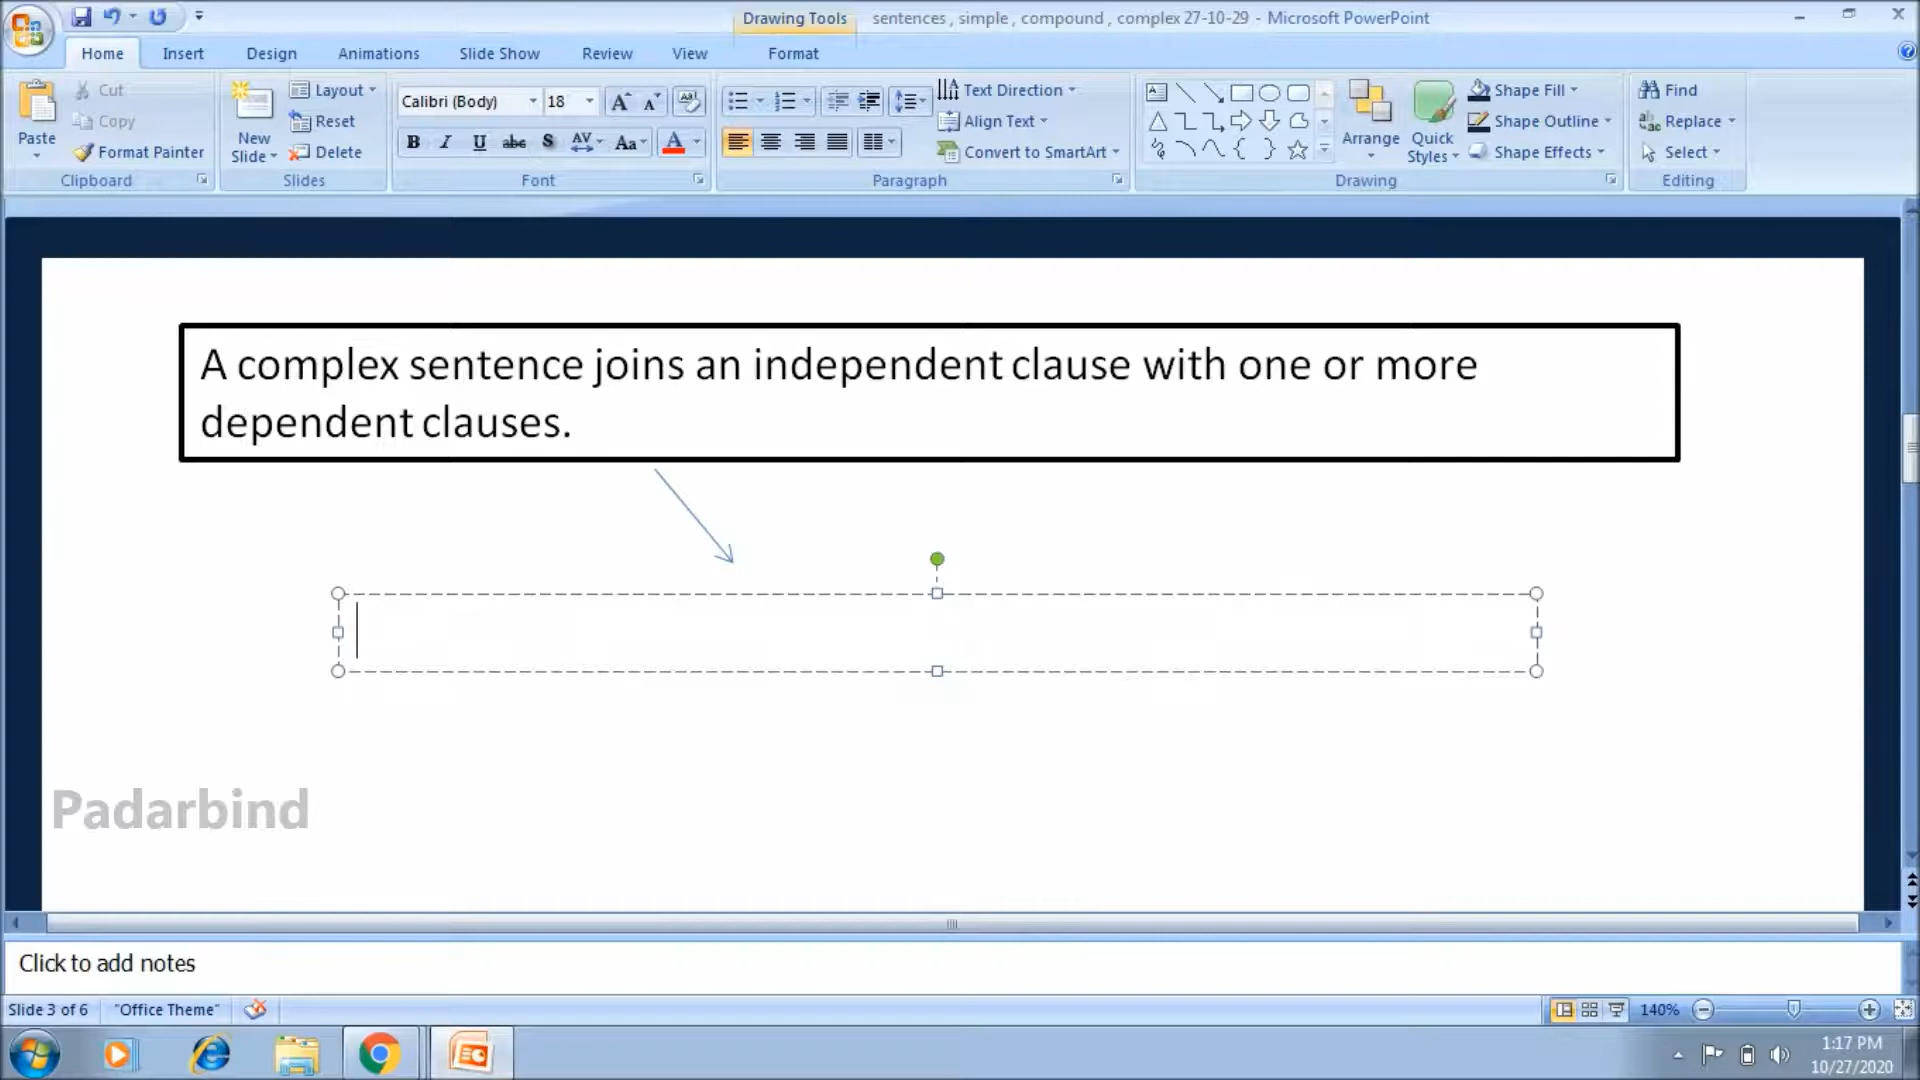 Drawing Tools
sentences , simple , compound , complex 27-10-29 - Microsoft PowerPoint
Home Insert Design Animations Slide Show Review View Format
Paste
Cut
Copy
Format Painter
Clipboard
New Slide
Layout
Reset
Delete
Slides
Calibri (Body) 18
B I U abc S AV Aa A
Font
Text Direction
Align Text
Convert to SmartArt
Paragraph
Arrange
Quick Styles
Shape Fill
Shape Outline
Shape Effects
Drawing
Find
Replace
Select
Editing
A complex sentence joins an independent clause with one or more
dependent clauses.
Padarbind
Click to add notes
Slide 3 of 6 "Office Theme" 140%
1:17 PM
10/27/2020